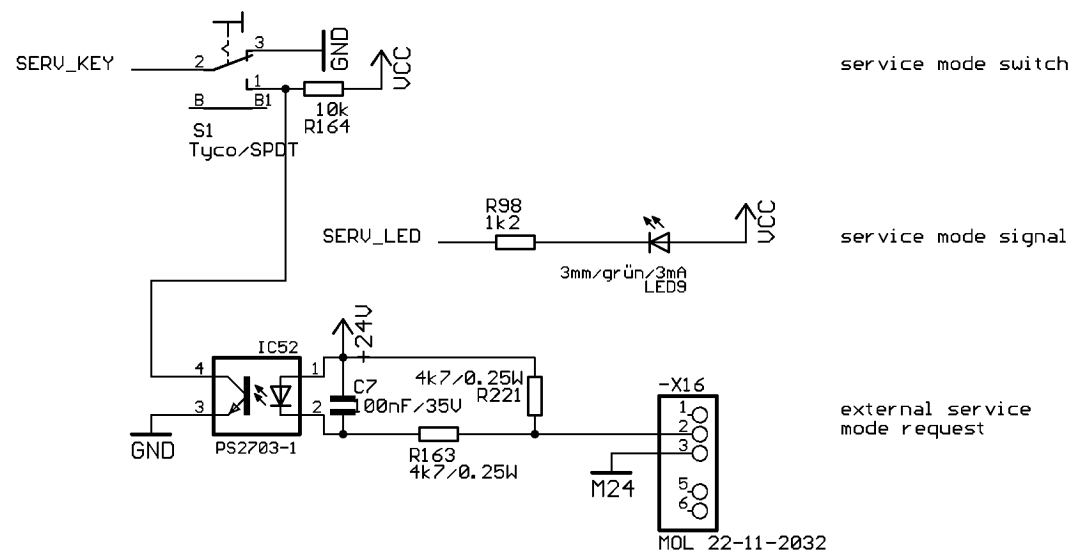 SERV_KEY
2
3
GND
VCC
service mode switch
1
B
B1
10k
R164
S1
Tyco/SPDT
SERV_LED
R98
1k2
VCC
service mode signal
3mm/grün/3mA
LED9
IC52
+24V
4
1
3
2
GND
PS2703-1
C7
100nF/35V
4k7/0.25W
R221
R163
4k7/0.25W
-X16
1
2
3
5
6
M24
MOL 22-11-2032
external service
mode request